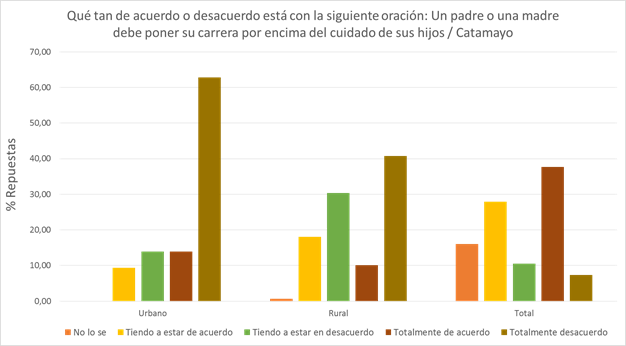 Qué tan de acuerdo o desacuerdo está con la siguiente oración: Un padre o una madre
debe poner su carrera por encima del cuidado de sus hijos / Catamayo
% Repuestas
70,00
60,00
50,00
40,00
30,00
20,00
10,00
0,00
Urbano Rural Total
No lo se Tiendo a estar de acuerdo Tiendo a estar en desacuerdo Totalmente de acuerdo Totalmente desacuerdo